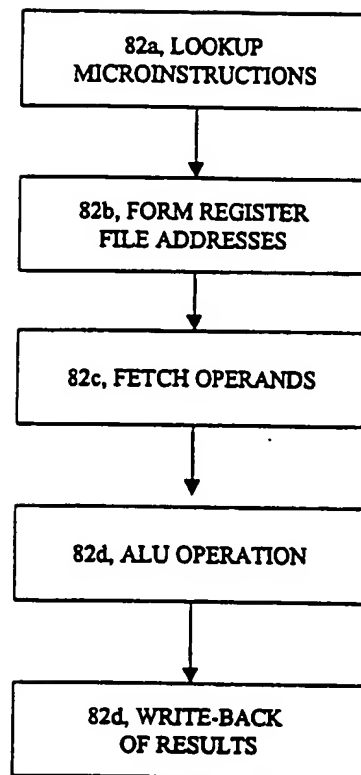 82a, LOOKUP
MICROINSTRUCTIONS
82b, FORM REGISTER
FILE ADDRESSES
82c, FETCH OPERANDS
82d, ALU OPERATION
82d, WRITE-BACK
OF RESULTS